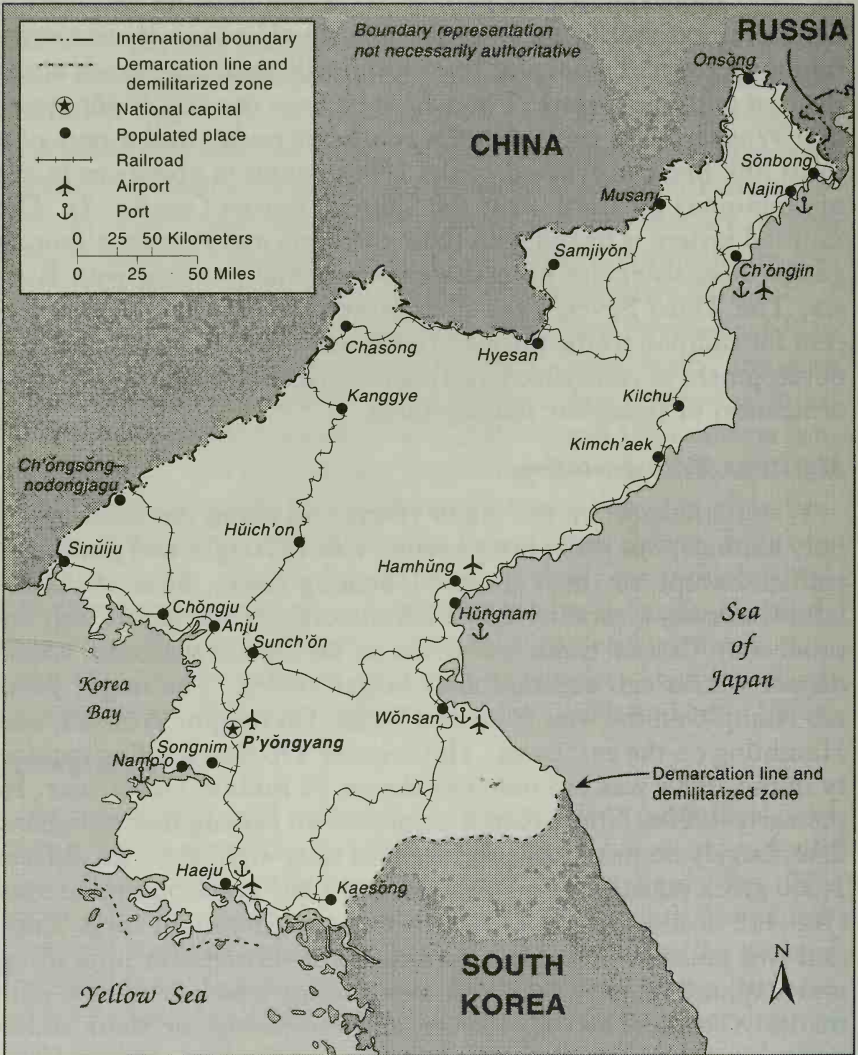 International boundary
Demarcation line and
demilitarized zone
National capital
Populated place
Railroad
Airport
Port
0 25 50 Kilometers
0 25 50 Miles
Boundary representation
not necessarily authoritative
RUSSIA
CHINA
Onsŏng
Sŏnbong
Najin
Musan
Samjiyŏn
Ch'ŏngjin
Chasŏng
Hyesan
Kanggye
Kilchu
Kimch'aek
Ch'ŏngsŏng-
nodongjagu
Hŭich'on
Sinŭiju
Hamhŭng
Hŭngnam
Chŏngju
Anju
Sunch'ŏn
Sea
of
Japan
Korea
Bay
Wŏnsan
P'yŏngyang
Songnim
Namp'o
Demarcation line and
demilitarized zone
Haeju
Kaesŏng
SOUTH
KOREA
Yellow Sea
N